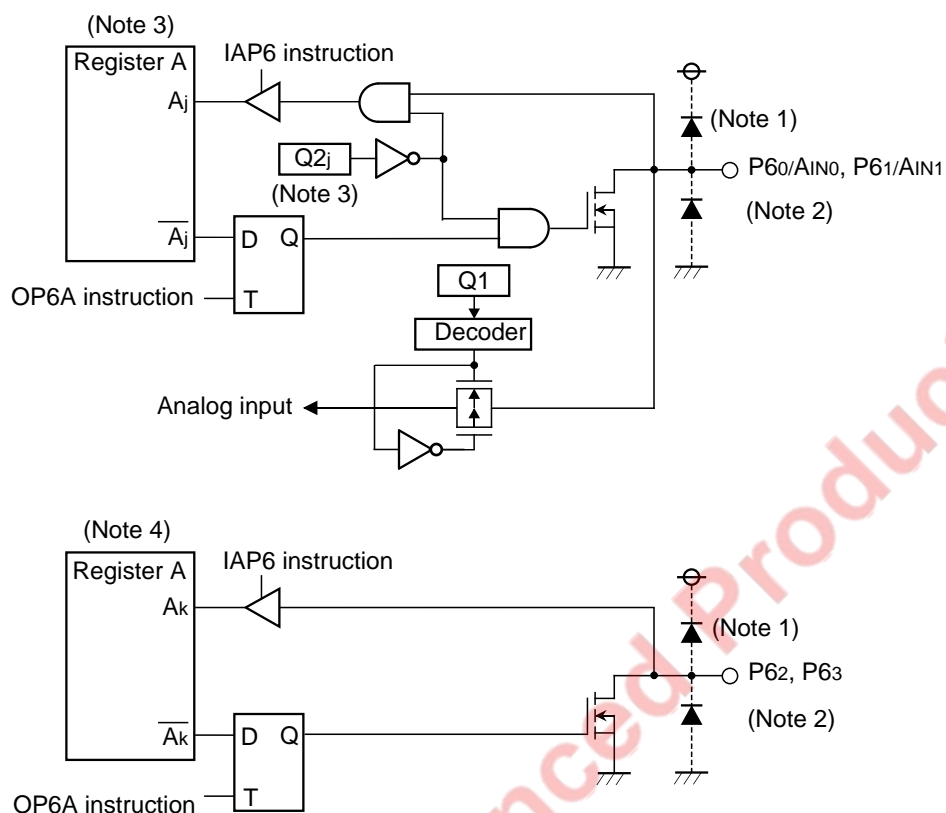 (Note 3)
Register A
IAP6 instruction
Aj
Q2j
(Note 3)
(Note 1)
P60/AIN0, P61/AIN1
(Note 2)
Aj
D Q
T
OP6A instruction
Q1
Decoder
Analog input
(Note 4)
Register A
IAP6 instruction
Ak
(Note 1)
P62, P63
(Note 2)
Ak
D Q
T
OP6A instruction
nced Produc